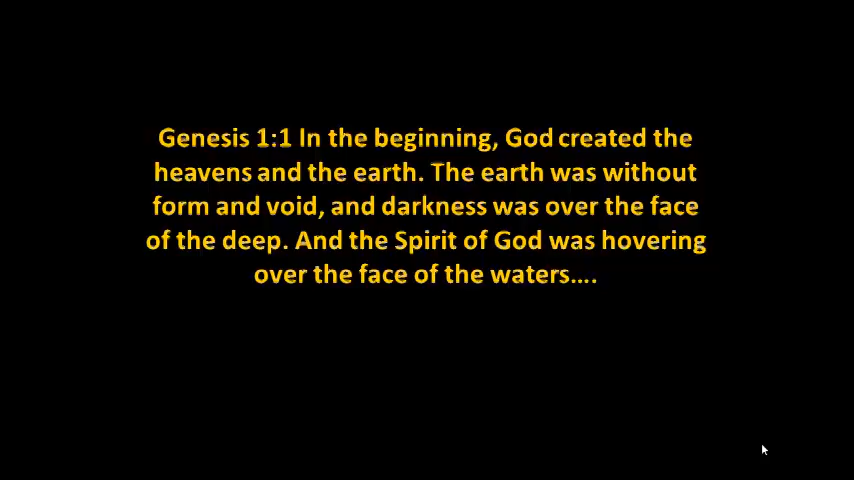 Genesis 1:1 In the beginning, God created the
heavens and the earth. The earth was without
form and void, and darkness was over the face
of the deep. And the Spirit of God was hovering
over the face of the waters….